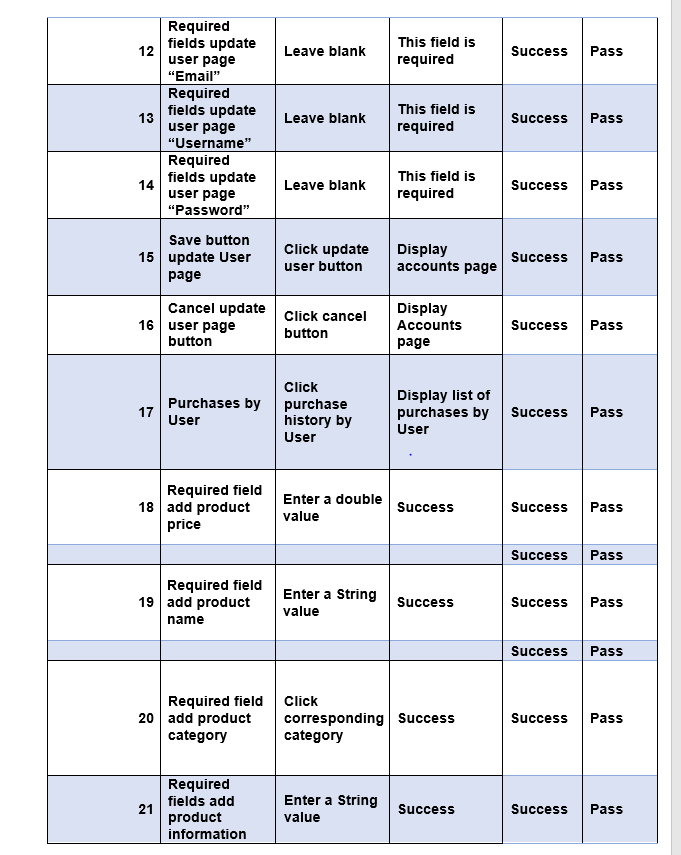 12 Required fields update user page “Email” Leave blank This field is required Success Pass
13 Required fields update user page “Username” Leave blank This field is required Success Pass
14 Required fields update user page “Password” Leave blank This field is required Success Pass
15 Save button update User page Click update user button Display accounts page Success Pass
16 Cancel update user page button Click cancel button Display Accounts page Success Pass
17 Purchases by User Click purchase history by User Display list of purchases by User Success Pass
18 Required field add product price Enter a double value Success Success Pass
Success Pass
19 Required field add product name Enter a String value Success Success Pass
Success Pass
20 Required field add product category Click corresponding category Success Success Pass
21 Required fields add product information Enter a String value Success Success Pass